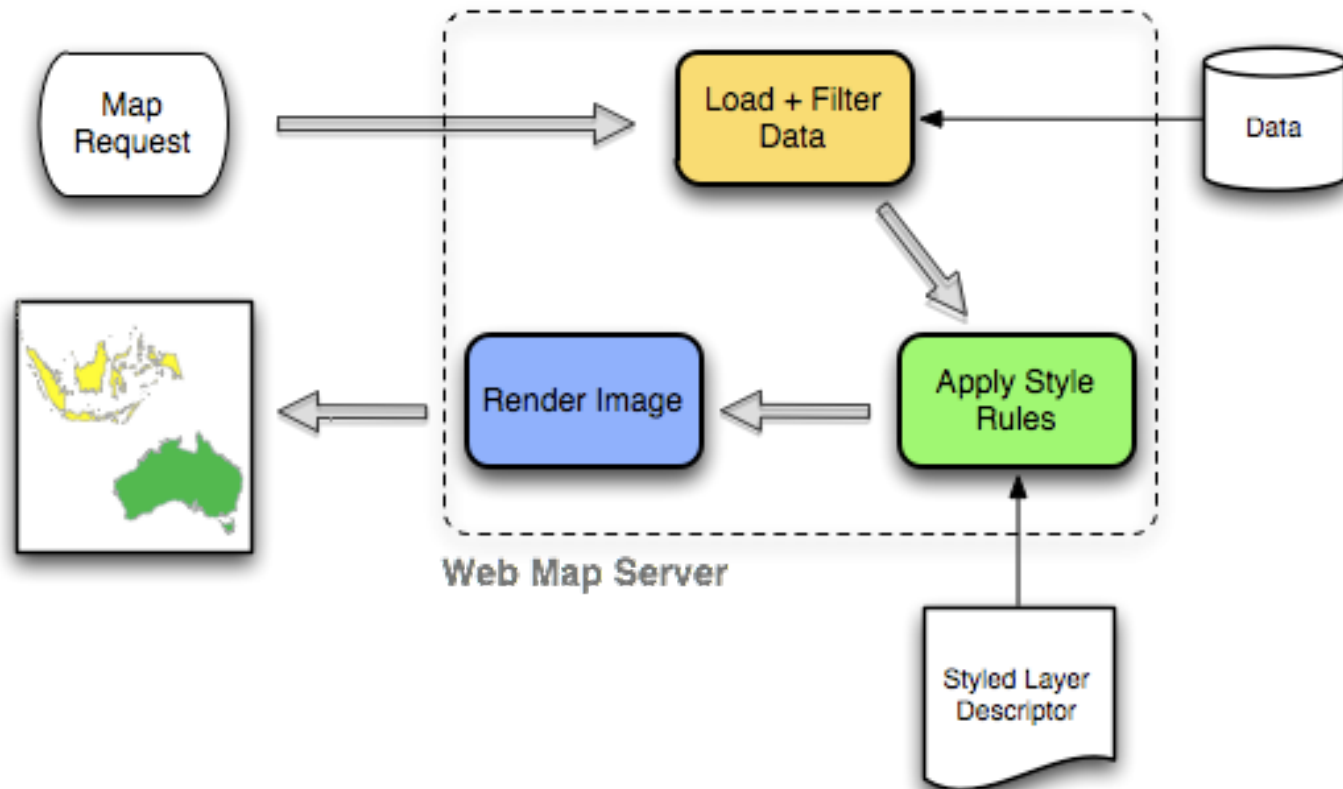 Map
Request
Load + Filter
Data
Data
Render Image
Apply Style
Rules
Web Map Server
Styled Layer
Descriptor